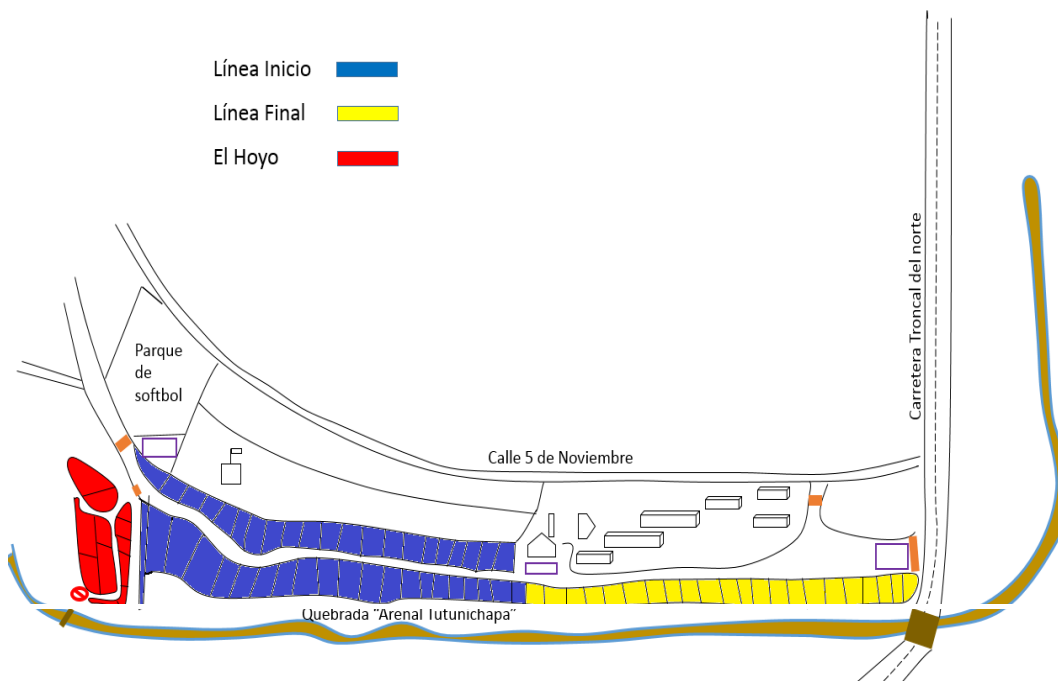 Línea Inicio
Línea Final
El Hoyo
Carretera Troncal del norte
Parque
de
softbol
Calle 5 de Noviembre
Quebrada "Arenal Tutunichapa"